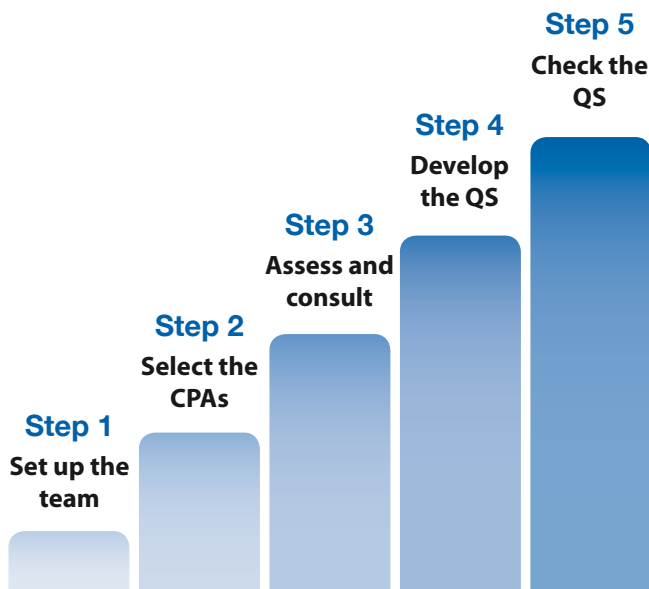 Step 1
Set up the
team
Step 2
Select the
CPAs
Step 3
Assess and
consult
Step 4
Develop
the QS
Step 5
Check the
QS